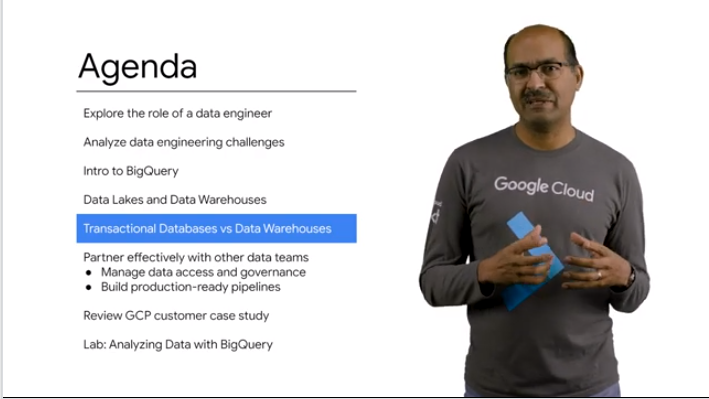 Agenda
Explore the role of a data engineer
Analyze data engineering challenges
Intro to BigQuery
Data Lakes and Data Warehouses
Transactional Databases vs Data Warehouses
Partner effectively with other data teams
● Manage data access and governance
● Build production-ready pipelines
Review GCP customer case study
Lab: Analyzing Data with BigQuery
Google Cloud